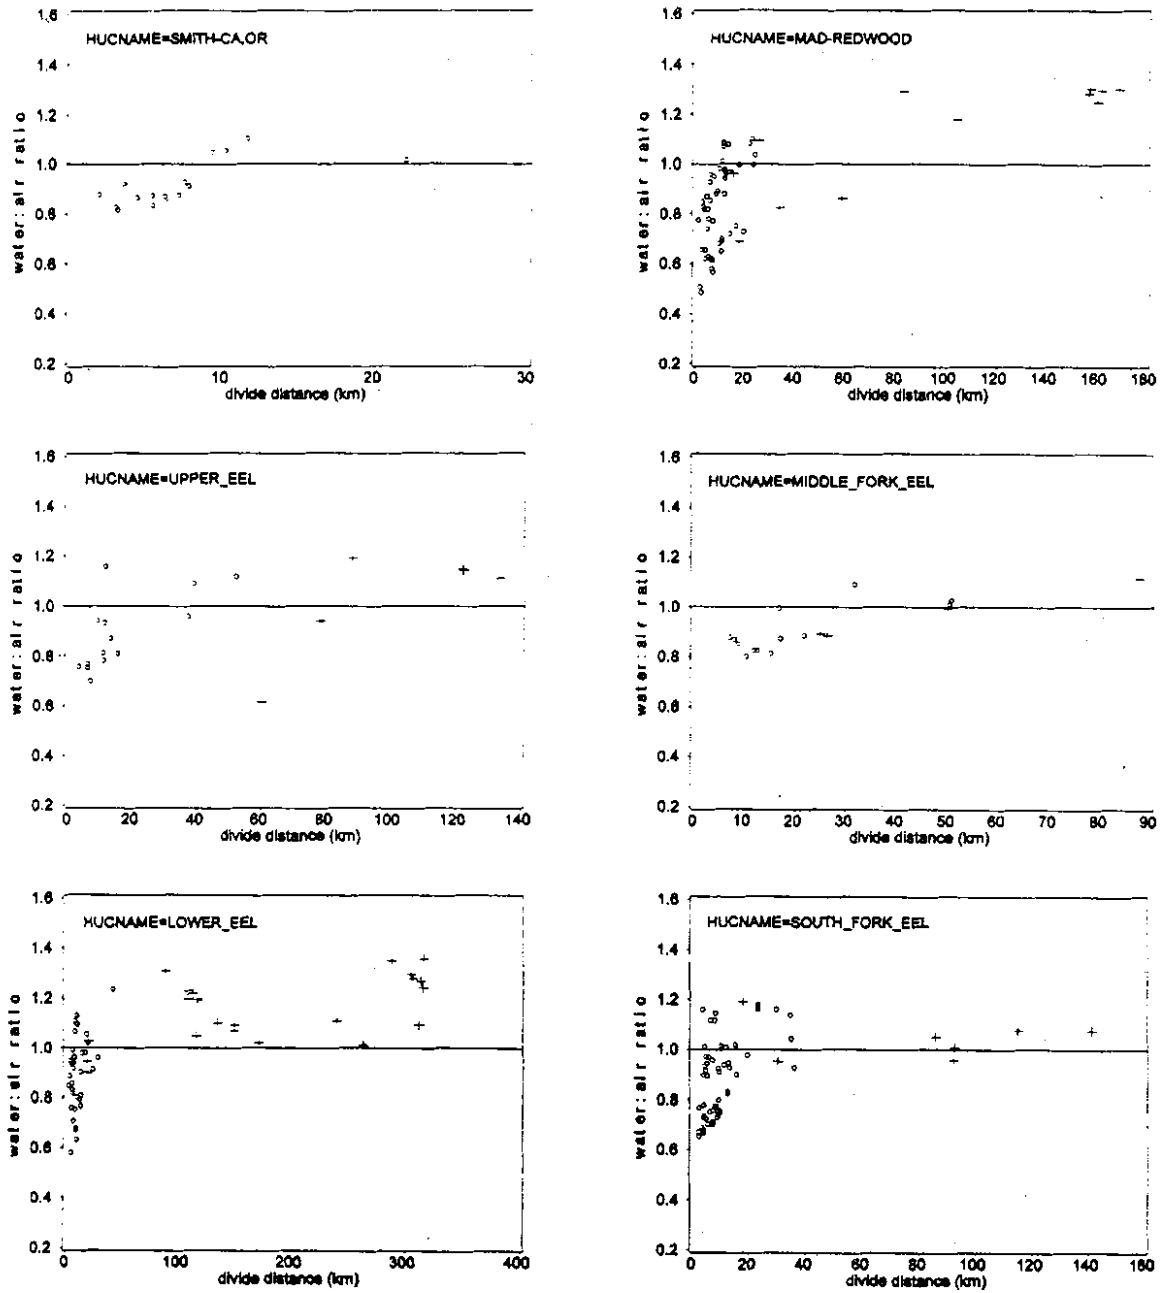 HUCNAME=SMITH-CA,OR
water:air ratio
1.6
1.4
1.2
1.0
0.8
0.6
0.4
0.2
0 10 20 30
divide distance (km)
HUCNAME=MAD-REDWOOD
water:air ratio
1.6
1.4
1.2
1.0
0.8
0.6
0.4
0.2
0 20 40 60 80 100 120 140 160 180
divide distance (km)
HUCNAME=UPPER_EEL
water:air ratio
1.6
1.4
1.2
1.0
0.8
0.6
0.4
0.2
0 20 40 60 80 100 120 140
divide distance (km)
HUCNAME=MIDDLE_FORK_EEL
water:air ratio
1.6
1.4
1.2
1.0
0.8
0.6
0.4
0.2
0 10 20 30 40 50 60 70 80 90
divide distance (km)
HUCNAME=LOWER_EEL
water:air ratio
1.6
1.4
1.2
1.0
0.8
0.6
0.4
0.2
0 100 200 300 400
divide distance (km)
HUCNAME=SOUTH_FORK_EEL
water:air ratio
1.6
1.4
1.2
1.0
0.8
0.6
0.4
0.2
0 20 40 60 80 100 120 140 160
divide distance (km)